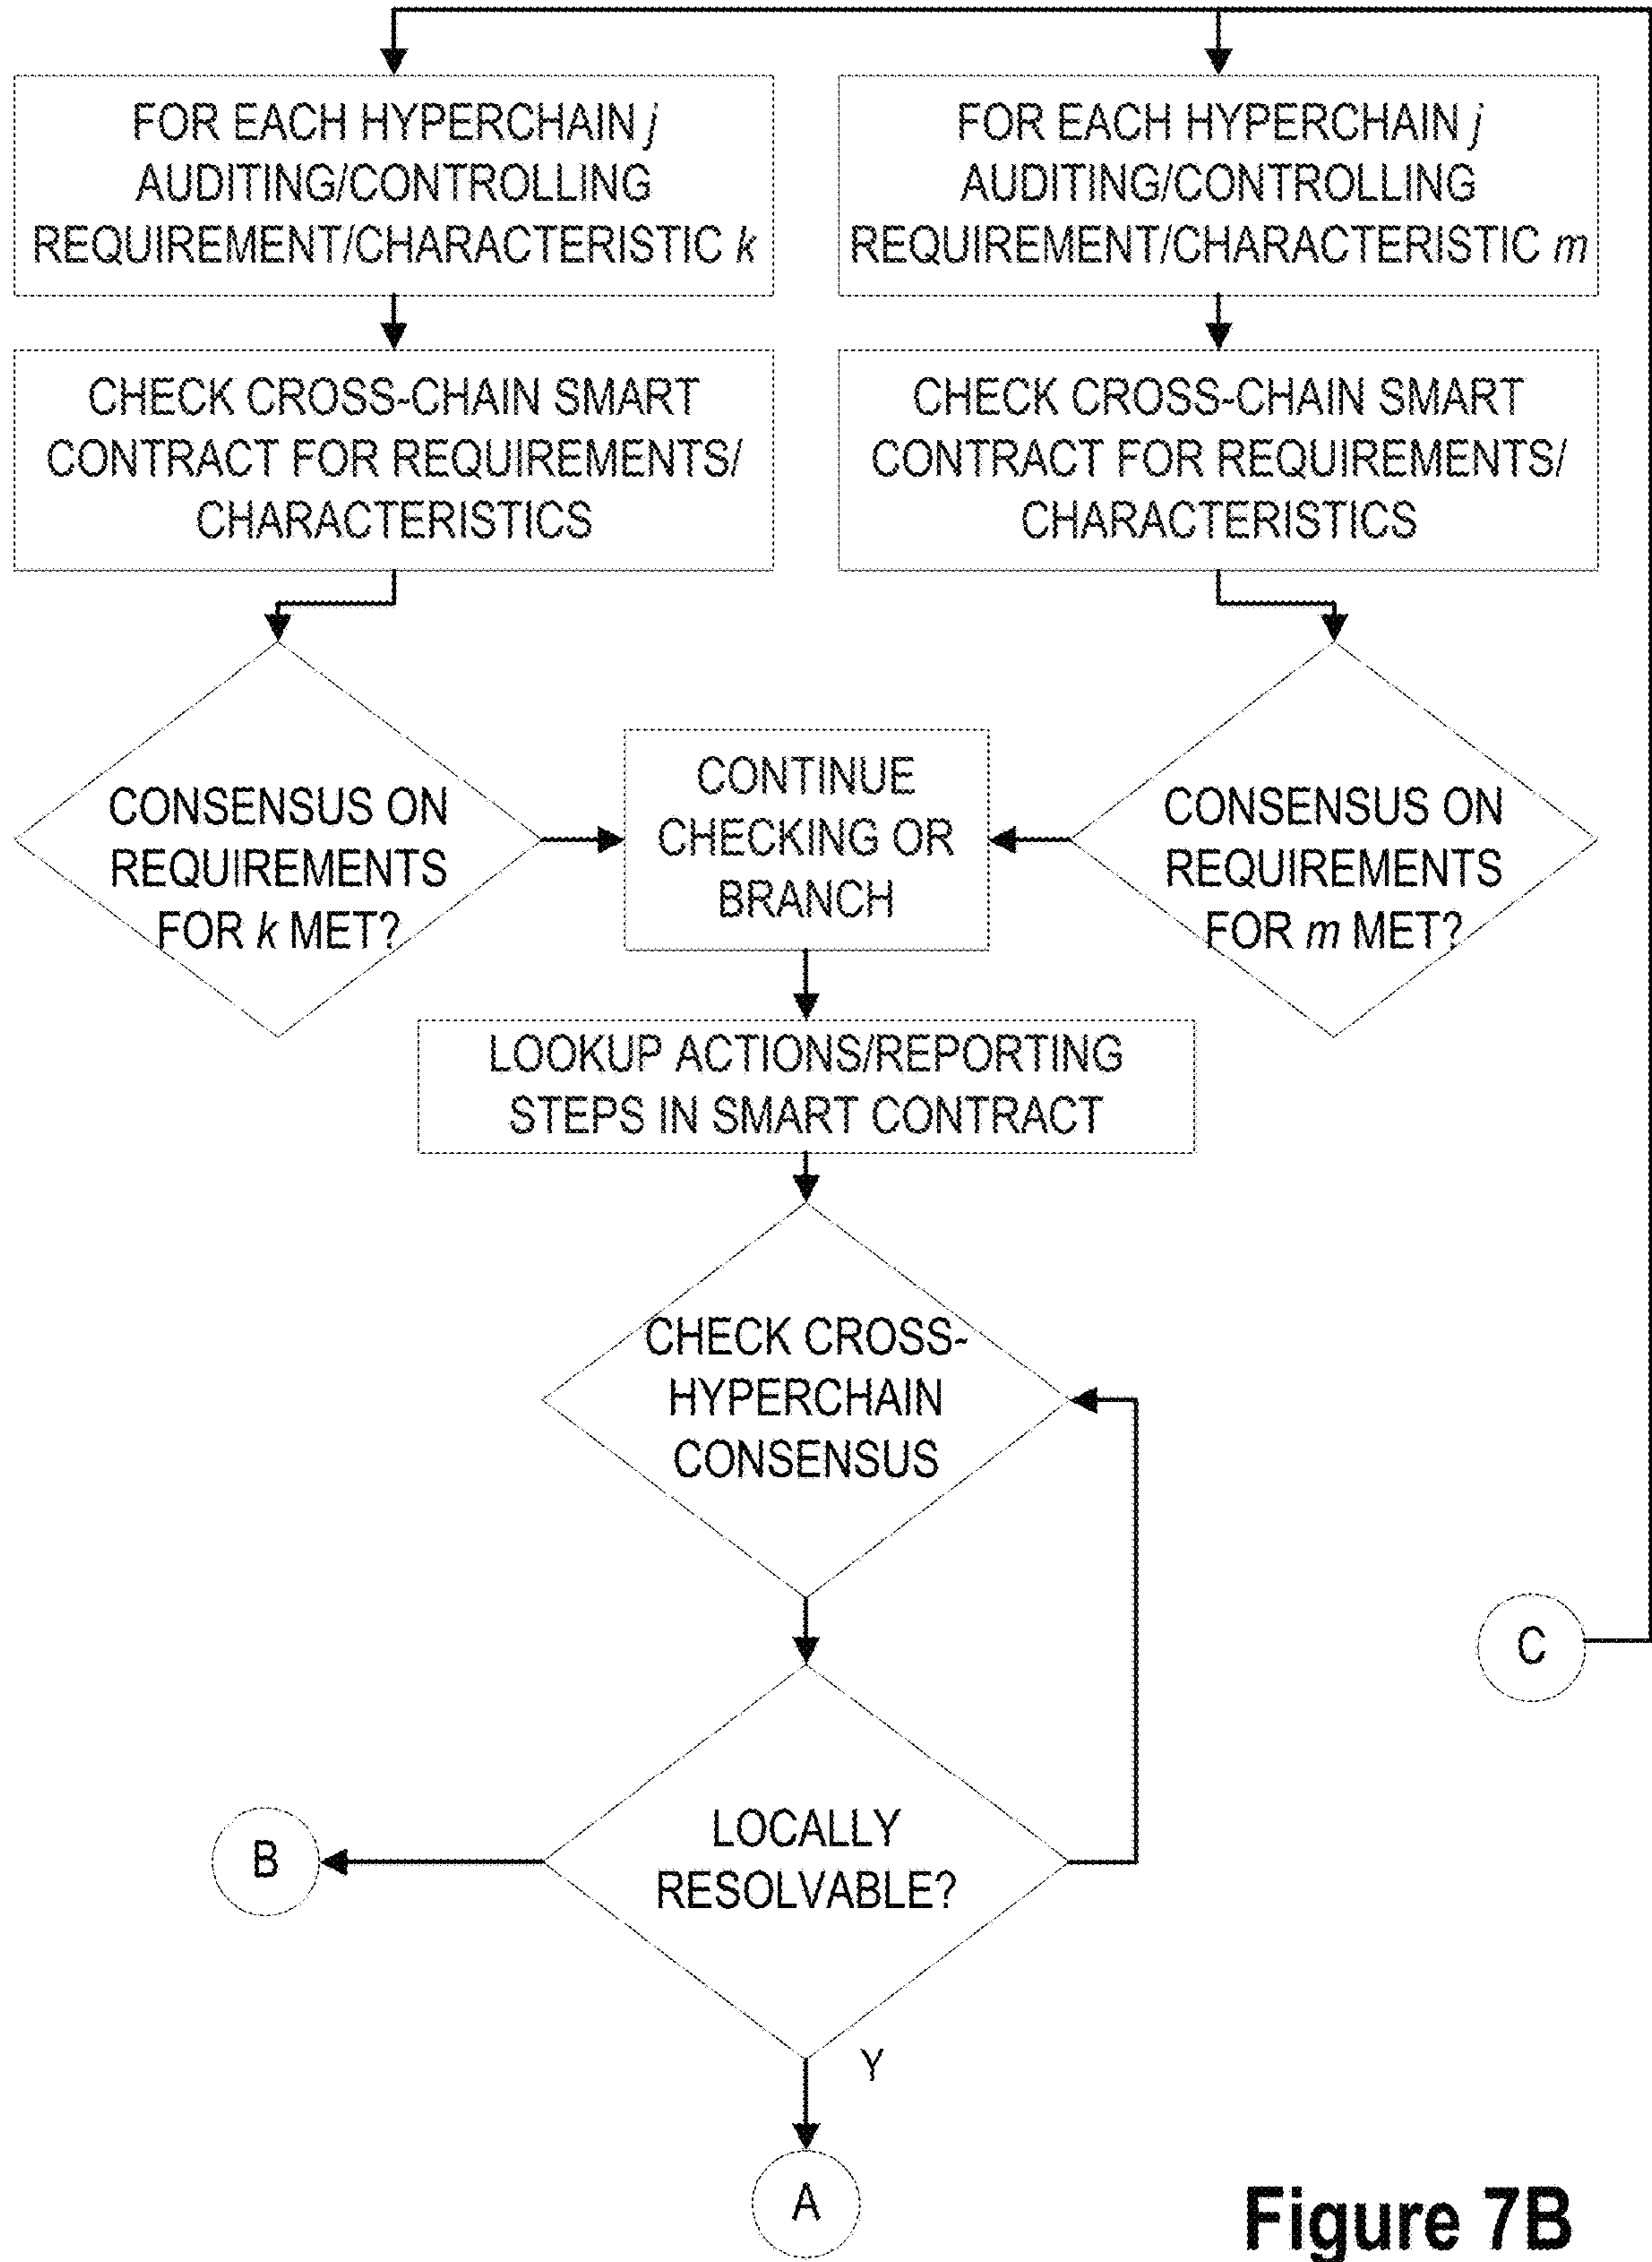 FOR EACH HYPERCHAIN j
AUDITING/CONTROLLING
REQUIREMENT/CHARACTERISTIC k
FOR EACH HYPERCHAIN j
AUDITING/CONTROLLING
REQUIREMENT/CHARACTERISTIC m
CHECK CROSS-CHAIN SMART
CONTRACT FOR REQUIREMENTS/
CHARACTERISTICS
CHECK CROSS-CHAIN SMART
CONTRACT FOR REQUIREMENTS/
CHARACTERISTICS
CONSENSUS ON
REQUIREMENTS
FOR k MET?
CONTINUE
CHECKING OR
BRANCH
CONSENSUS ON
REQUIREMENTS
FOR m MET?
LOOKUP ACTIONS/REPORTING
STEPS IN SMART CONTRACT
CHECK CROSS-
HYPERCHAIN
CONSENSUS
C
LOCALLY
RESOLVABLE?
B
Y
A
Figure 7B